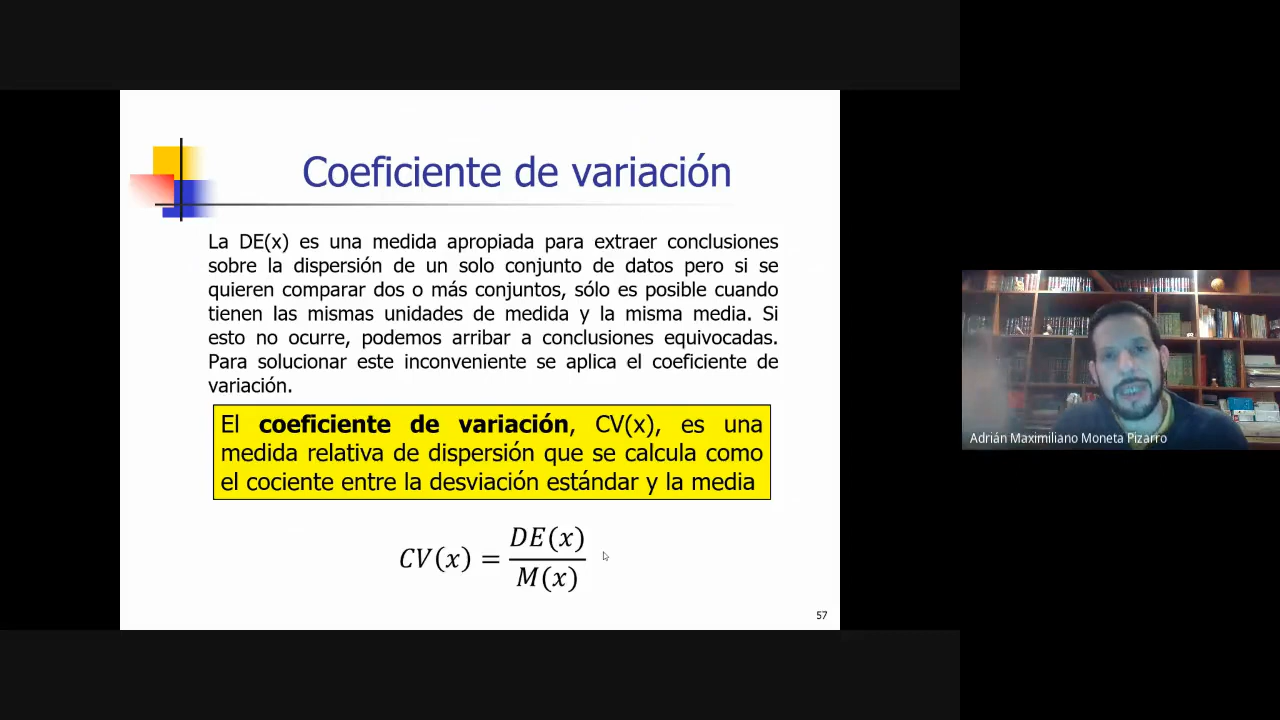 Coeficiente de variación
La DE(x) es una medida apropiada para extraer conclusiones
sobre la dispersión de un solo conjunto de datos pero si se
quieren comparar dos o más conjuntos, sólo es posible cuando
tienen las mismas unidades de medida y la misma media. Si
esto no ocurre, podemos arribar a conclusiones equivocadas.
Para solucionar este inconveniente se aplica el coeficiente de
variación.
El coeficiente de variación, CV(x), es una
medida relativa de dispersión que se calcula como
el cociente entre la desviación estándar y la media
CV(x) = DE(x) / M(x)
57
Adrián Maximiliano Moneta Pizarro